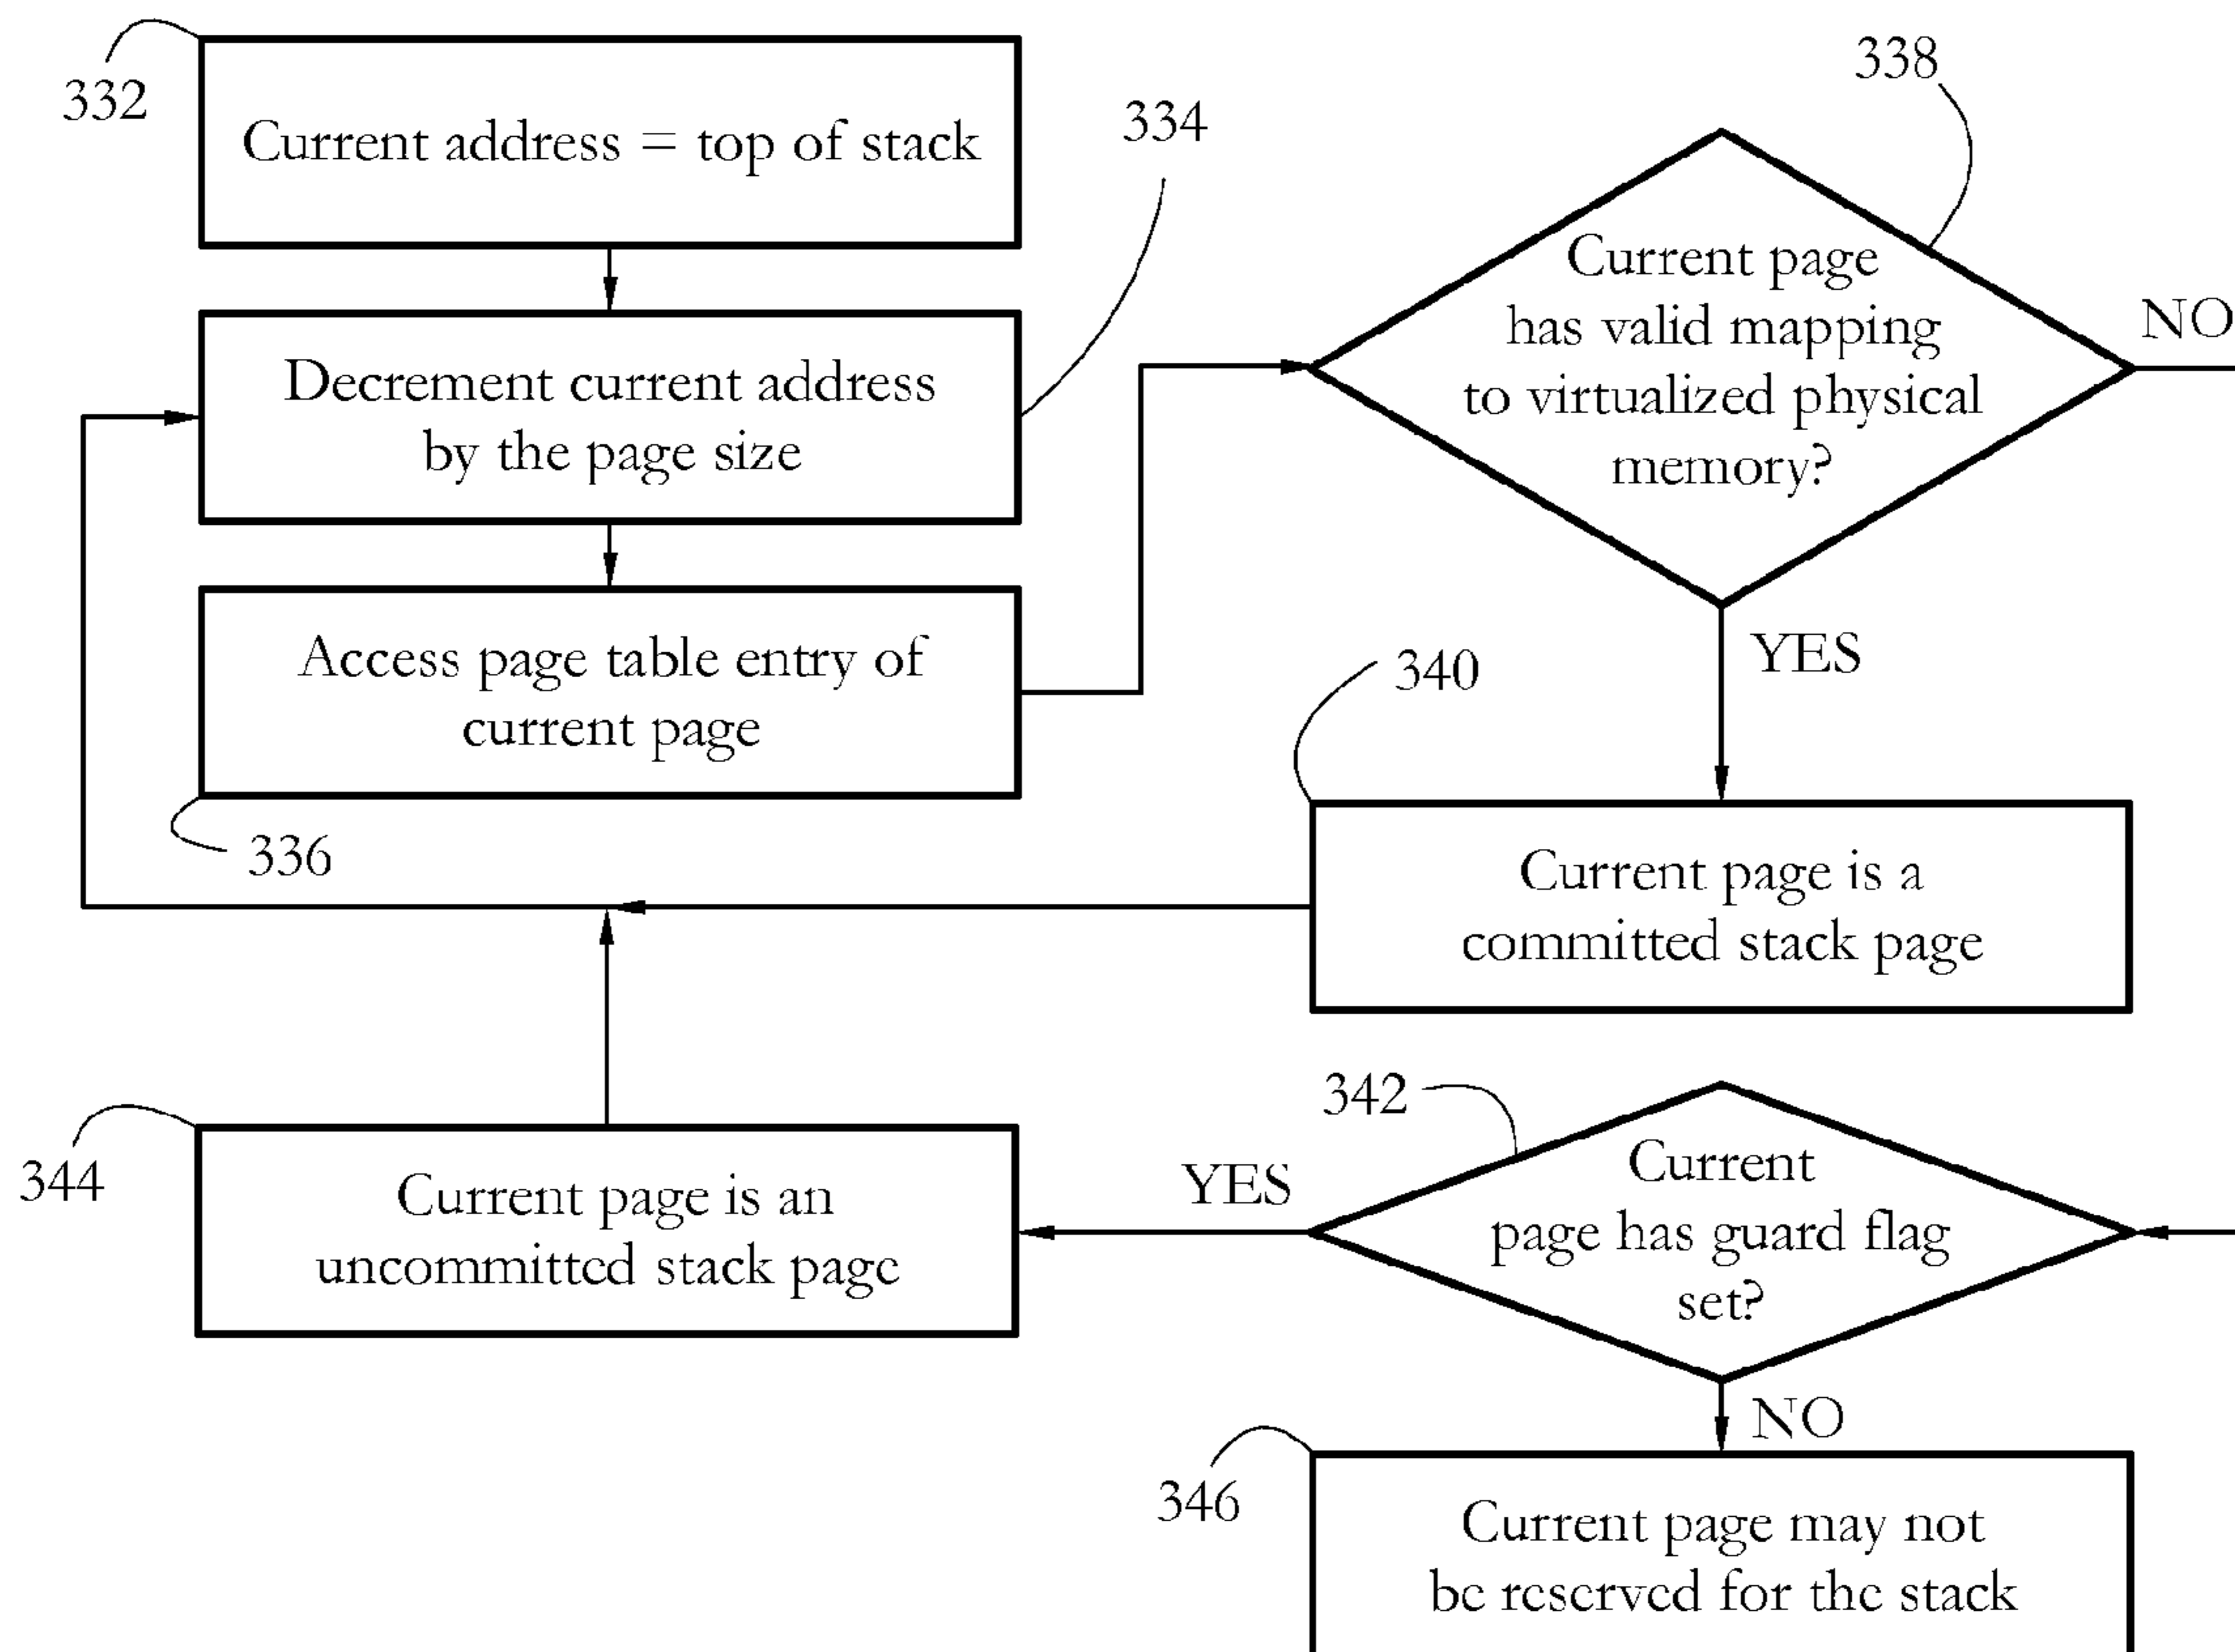 332
Current address = top of stack
334
Decrement current address
by the page size
Access page table entry of
current page
336
338
Current page
has valid mapping
to virtualized physical
memory?
NO
YES
340
Current page is a
committed stack page
342
Current
page has guard flag
set?
YES
344
Current page is an
uncommitted stack page
NO
346
Current page may not
be reserved for the stack